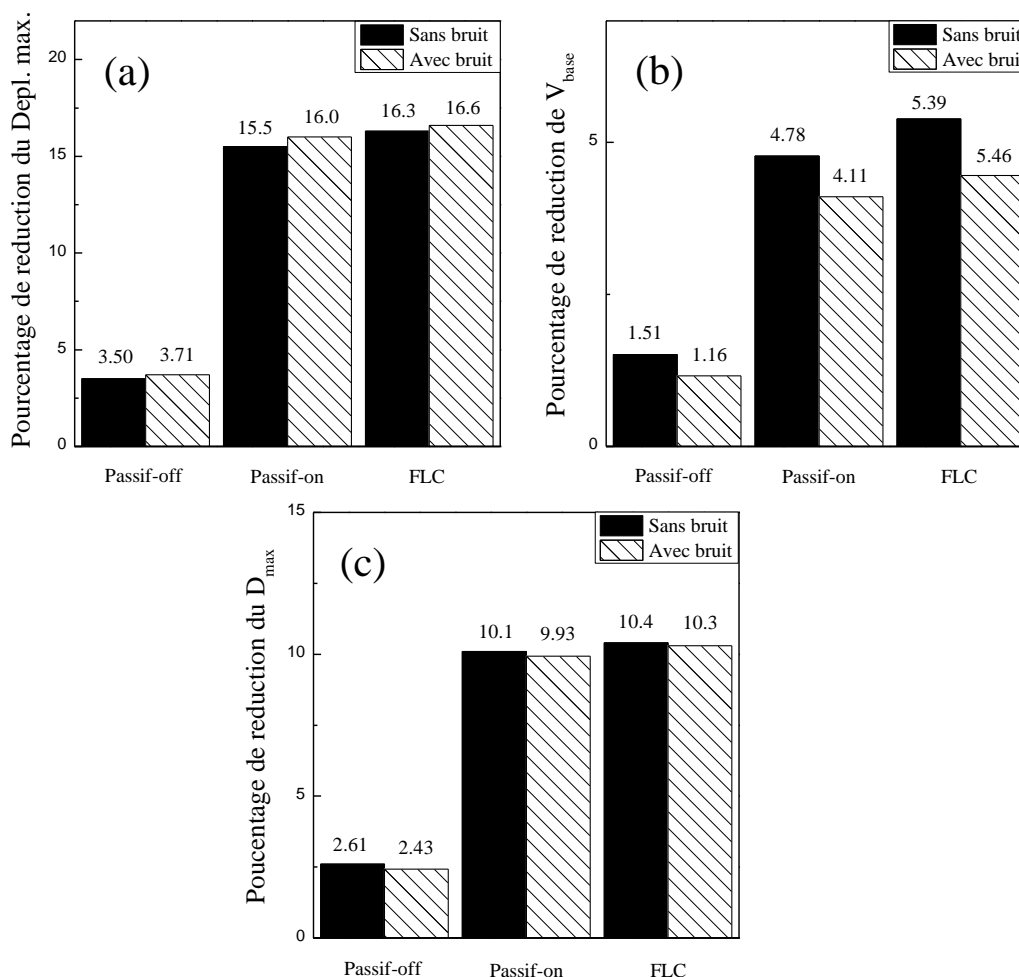 Sans bruit
Avec bruit
(a)
Pourcentage de reduction du Depl. max.
20
15
10
5
0
3.50
3.71
15.5
16.0
16.3
16.6
Passif-off
Passif-on
FLC
Sans bruit
Avec bruit
(b)
Pourcentage de reduction de V_base
5
0
1.51
1.16
4.78
4.11
5.39
5.46
Passif-off
Passif-on
FLC
Sans bruit
Avec bruit
(c)
Poucentage de reduction du D_max
15
10
5
0
2.61
2.43
10.1
9.93
10.4
10.3
Passif-off
Passif-on
FLC